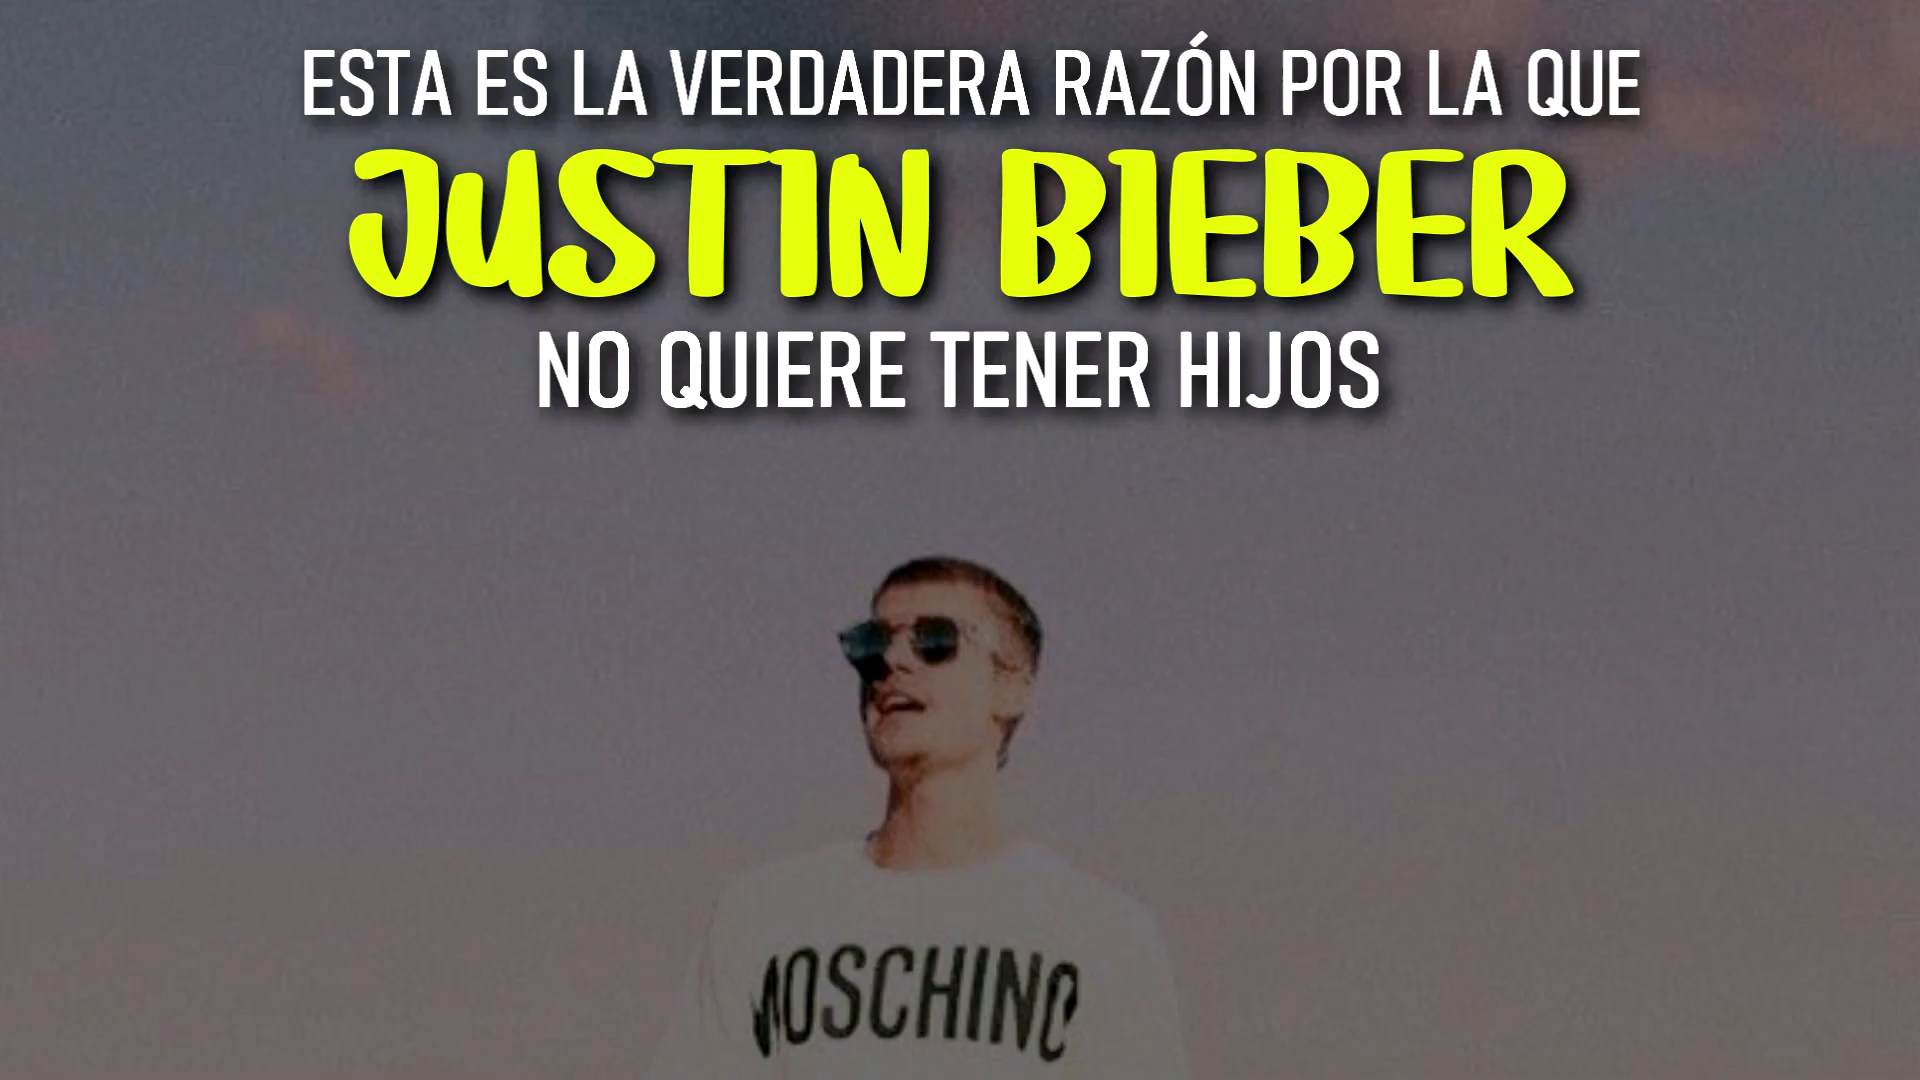 ESTA ES LA VERDADERA RAZÓN POR LA QUE
JUSTIN BIEBER
NO QUIERE TENER HIJOS
MOSCHINO